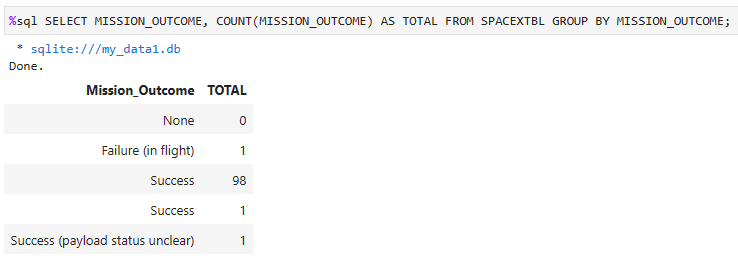 %sql SELECT MISSION_OUTCOME, COUNT(MISSION_OUTCOME) AS TOTAL FROM SPACEXTBL GROUP BY MISSION_OUTCOME;
* sqlite:///my_data1.db
Done.
Mission_Outcome TOTAL
None 0
Failure (in flight) 1
Success 98
Success 1
Success (payload status unclear) 1